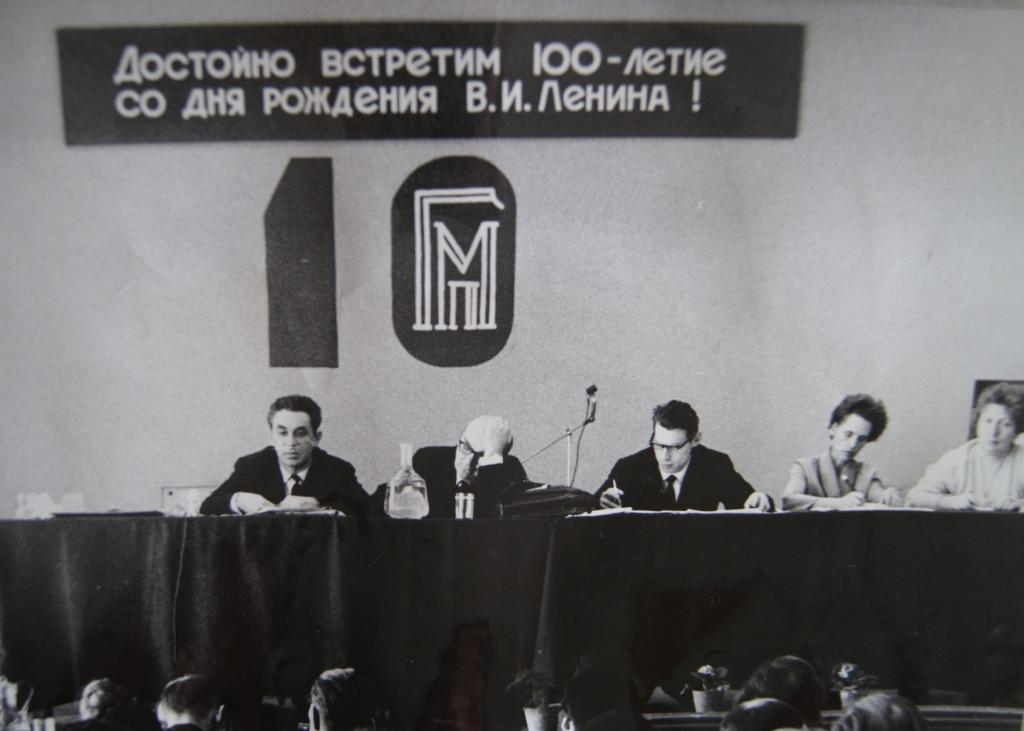 Достойно встретим 100-летие
со дня рождения В.И.Ленина !
10
ГМП